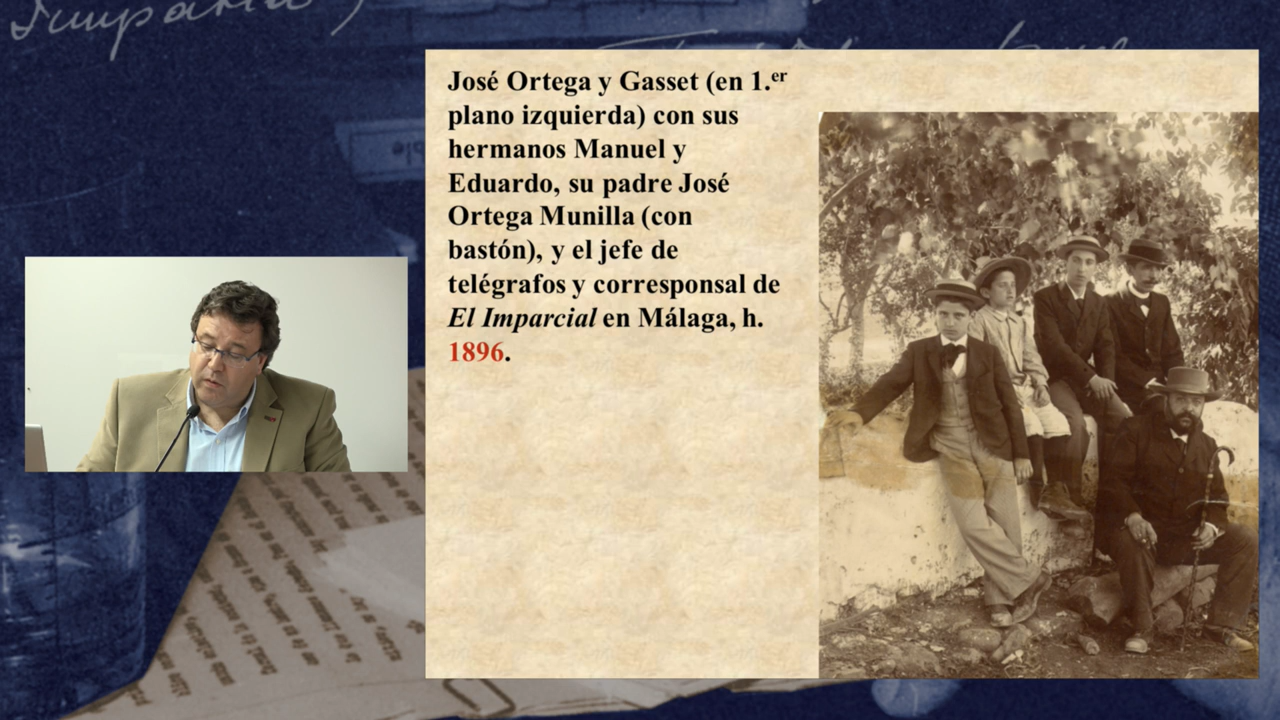 José Ortega y Gasset (en 1.er
plano izquierda) con sus
hermanos Manuel y
Eduardo, su padre José
Ortega Munilla (con
bastón), y el jefe de
telégrafos y corresponsal de
El Imparcial en Málaga, h.
1896.